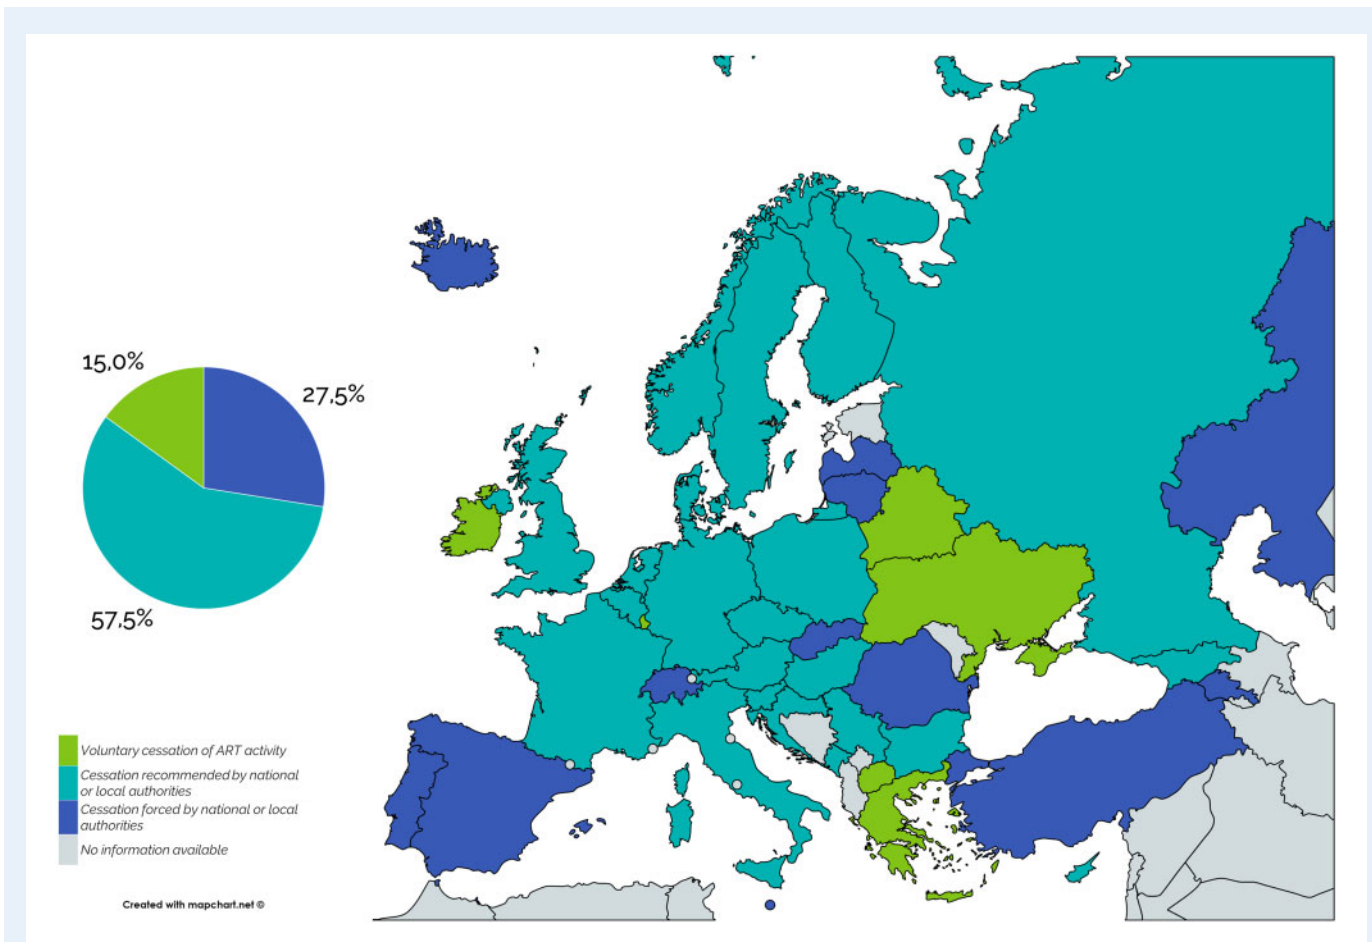 15,0%
27,5%
57,5%
Voluntary cessation of ART activity
Cessation recommended by national
or local authorities
Cessation forced by national or local
authorities
No information available
Created with mapchart.net ©